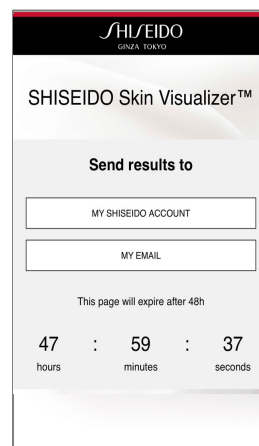 SHISEIDO
GINZA TOKYO
SHISEIDO Skin Visualizer™
Send results to
MY SHISEIDO ACCOUNT
MY EMAIL
This page will expire after 48h
47 : 59 : 37
hours minutes seconds